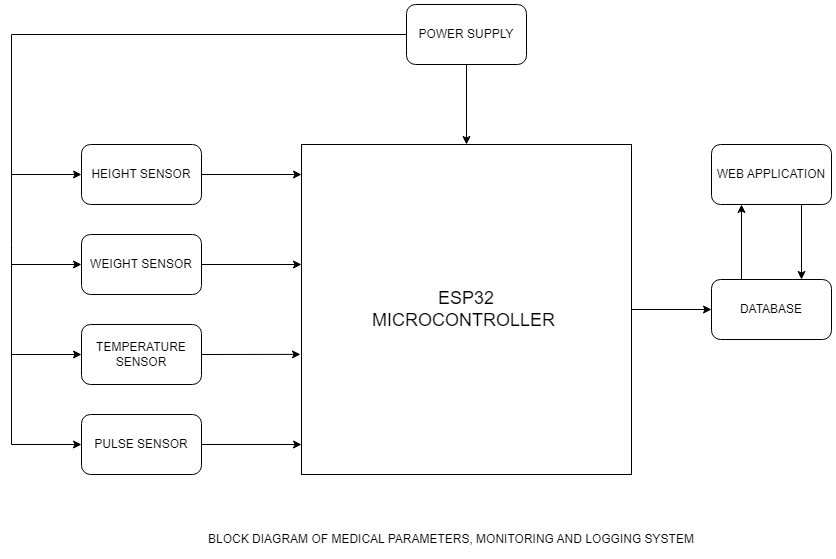 POWER SUPPLY
HEIGHT SENSOR
WEB APPLICATION
WEIGHT SENSOR
ESP32
MICROCONTROLLER
DATABASE
TEMPERATURE
SENSOR
PULSE SENSOR
BLOCK DIAGRAM OF MEDICAL PARAMETERS, MONITORING AND LOGGING SYSTEM